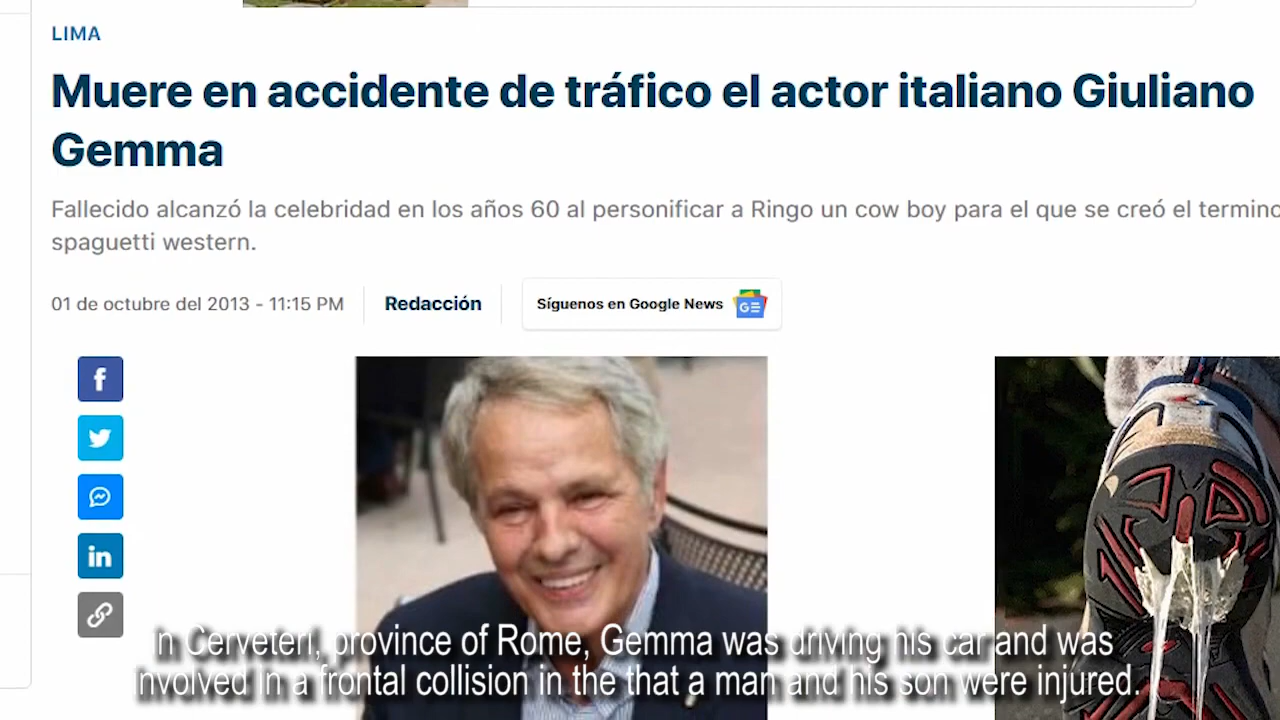 LIMA
Muere en accidente de tráfico el actor italiano Giuliano
Gemma
Fallecido alcanzó la celebridad en los años 60 al personificar a Ringo un cow boy para el que se creó el termino
spaguetti western.
01 de octubre del 2013 - 11:15 PM
Redacción
Síguenos en Google News
GE
f
in
In Cerveteri, province of Rome, Gemma was driving his car and was
involved in a frontal collision in the that a man and his son were injured.